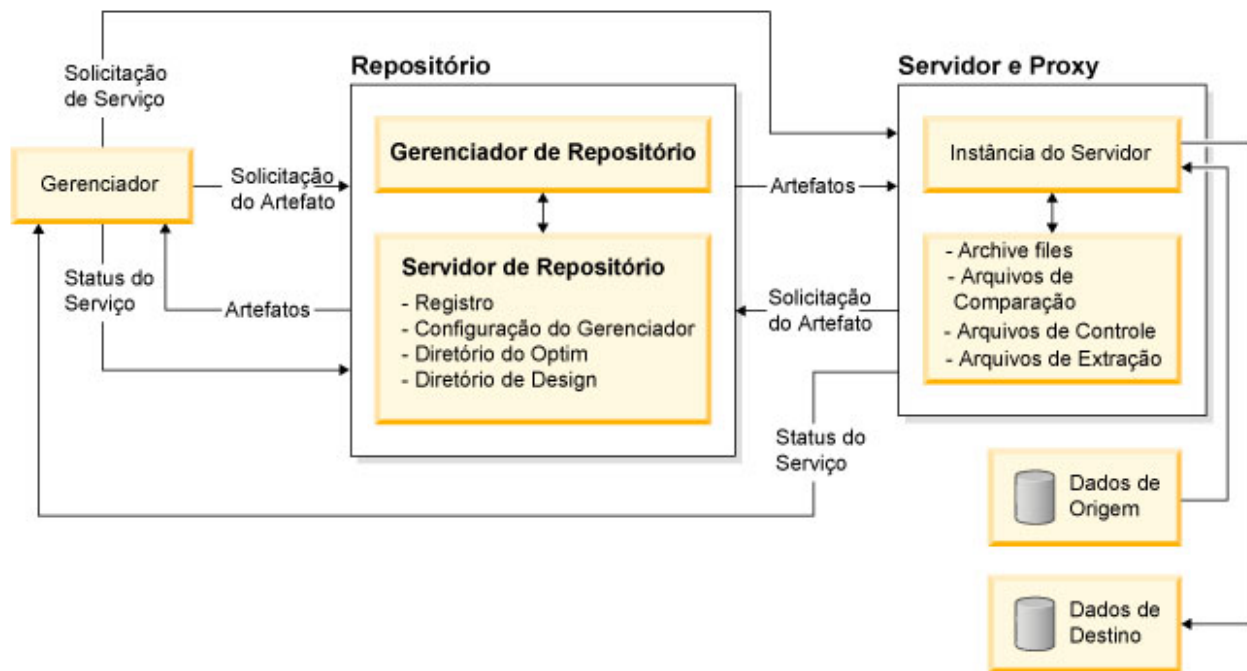 Solicitação
de Serviço
Repositório
Servidor e Proxy
Gerenciador de Repositório
Instância do Servidor
Gerenciador
Solicitação
do Artefato
Artefatos
Servidor de Repositório
- Registro
- Configuração do Gerenciador
- Diretório do Optim
- Diretório de Design
- Archive files
- Arquivos de
Comparação
- Arquivos de Controle
- Arquivos de Extração
Status do
Serviço
Artefatos
Solicitação
do Artefato
Status do
Serviço
Dados de
Origem
Dados de
Destino